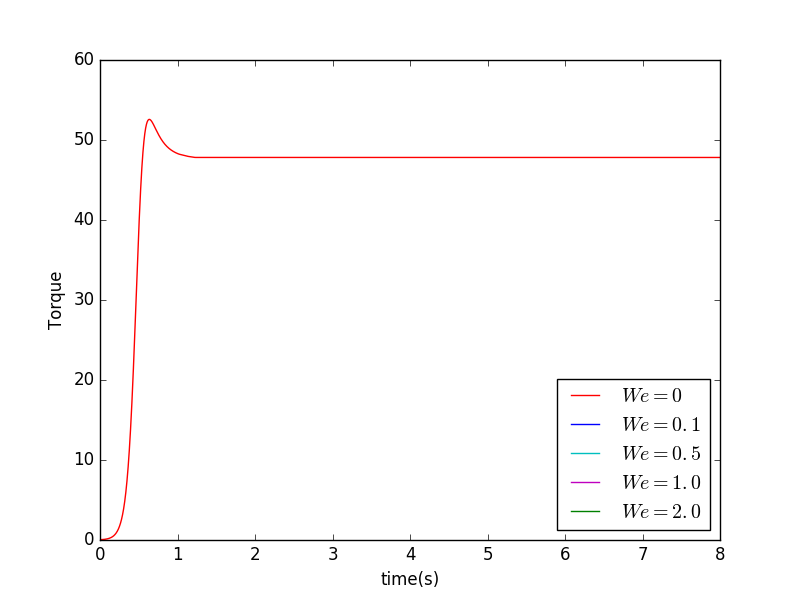 60
50
40
30
20
10
0
Torque
0 1 2 3 4 5 6 7 8
time(s)
We = 0
We = 0.1
We = 0.5
We = 1.0
We = 2.0